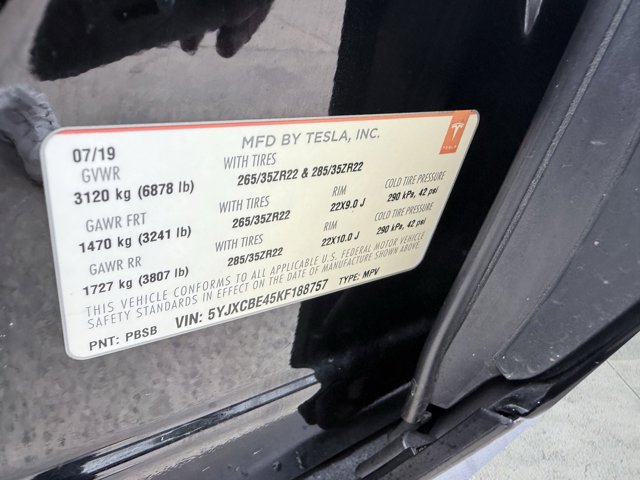 MFD BY TESLA, INC.
TESLA
07/19
GVWR WITH TIRES COLD TIRE PRESSURE
3120 kg (6878 lb) 265/35ZR22 & 285/35ZR22 290 kPa, 42 psi
GAWR FRT WITH TIRES RIM COLD TIRE PRESSURE
1470 kg (3241 lb) 265/35ZR22 22X9.0 J 290 kPa, 42 psi
GAWR RR WITH TIRES RIM
1727 kg (3807 lb) 285/35ZR22 22X10.0 J
THIS VEHICLE CONFORMS TO ALL APPLICABLE U.S. FEDERAL MOTOR VEHICLE
SAFETY STANDARDS IN EFFECT ON THE DATE OF MANUFACTURE SHOWN ABOVE.
PNT: PBSB VIN: 5YJXCBE45KF188757 TYPE: MPV